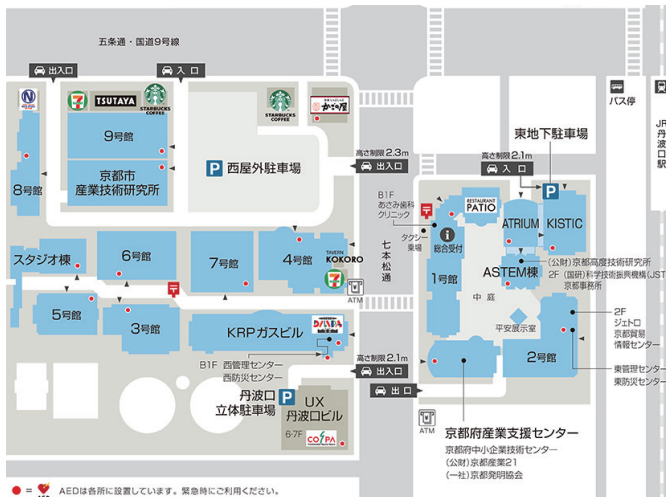 五条通・国道9号線
出入口
入口
TSUTAYA
STARBUCKS COFFEE
STARBUCKS COFFEE
かごの屋
バス停
JR丹波口駅
9号館
8号館
京都市
産業技術研究所
P 西屋外駐車場
高さ制限2.3m
出入口
東地下駐車場
高さ制限2.1m
入口
P
B1F
あさみ歯科
クリニック
タクシー
乗場
RESTAURANT
PATIO
総合受付
ATRIUM
KISTIC
スタジオ棟
6号館
7号館
4号館
TAVERN
KOKORO
七本松通
1号館
ASTEM棟
(公財)京都高度技術研究所
2F (国研)科学技術振興機構(JST)
京都事務所
ATM
中庭
平安展示室
5号館
3号館
KRPガスビル
2号館
2F
ジェトロ
京都貿易
情報センター
B1F 西管理センター
西防災センター
高さ制限2.1m
出入口
出口
東管理センター
東防災センター
丹波口
立体駐車場
P
UX
丹波口ビル
6-7F
COSPA
ATM
京都府産業支援センター
京都府中小企業技術センター
(公財)京都産業21
(一社)京都発明協会
● = AED
AEDは各所に設置しています。緊急時にご利用ください。